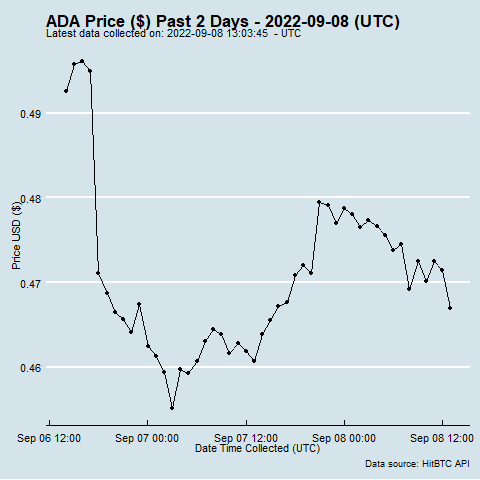 ADA Price ($) Past 2 Days - 2022-09-08 (UTC)
Latest data collected on: 2022-09-08 13:03:45 - UTC
Price USD ($)
0.49
0.48
0.47
0.46
Sep 06 12:00 Sep 07 00:00 Sep 07 12:00 Sep 08 00:00 Sep 08 12:00
Date Time Collected (UTC)
Data source: HitBTC API